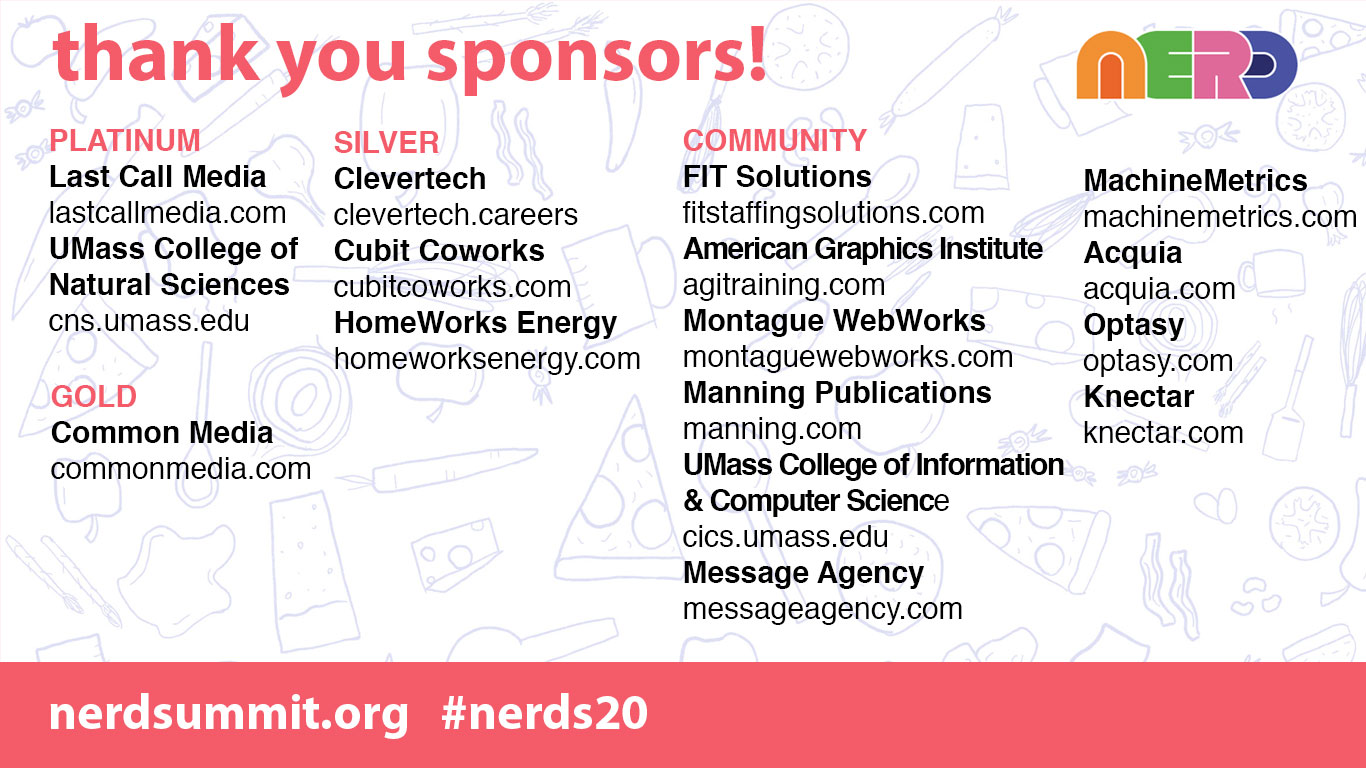 thank you sponsors!
NERD
PLATINUM
Last Call Media
lastcallmedia.com
UMass College of
Natural Sciences
cns.umass.edu
GOLD
Common Media
commonmedia.com
SILVER
Clevertech
clevertech.careers
Cubit Coworks
cubitcoworks.com
HomeWorks Energy
homeworksenergy.com
COMMUNITY
FIT Solutions
fitstaffingsolutions.com
American Graphics Institute
agitraining.com
Montague WebWorks
montaguewebworks.com
Manning Publications
manning.com
UMass College of Information
& Computer Science
cics.umass.edu
Message Agency
messageagency.com
MachineMetrics
machinemetrics.com
Acquia
acquia.com
Optasy
optasy.com
Knectar
knectar.com
nerdsummit.org #nerds20